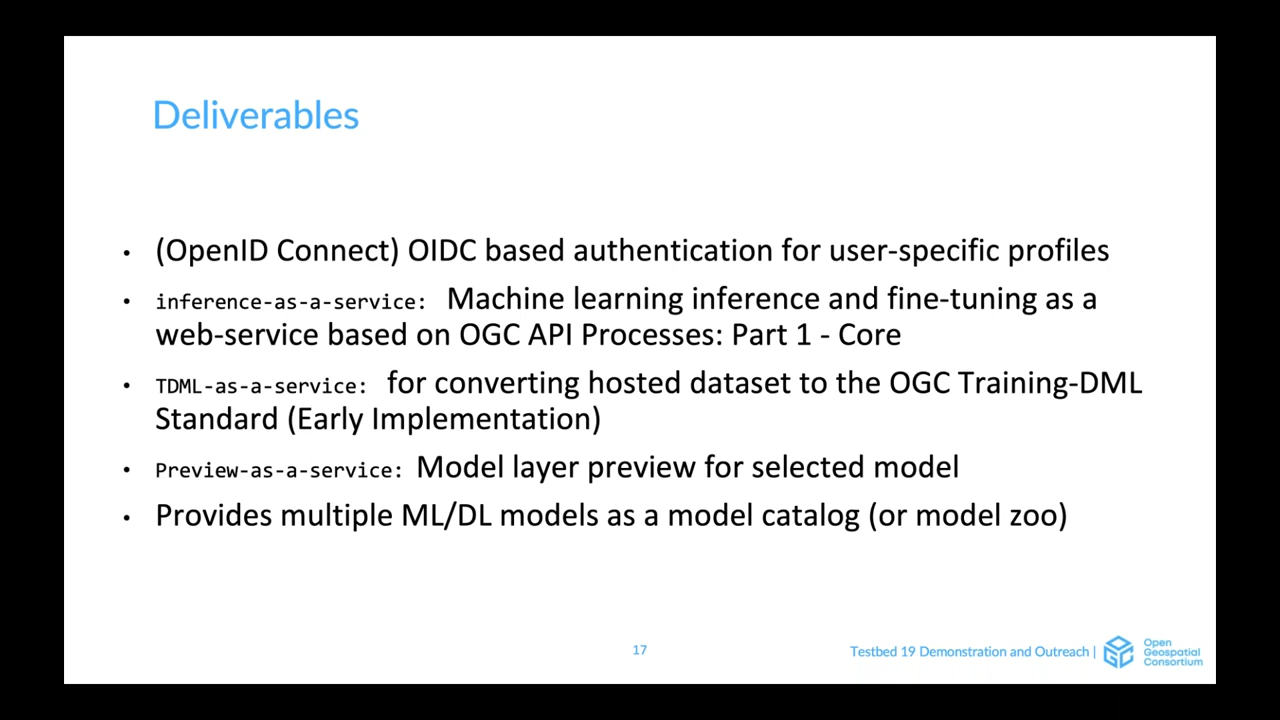 Deliverables
• (OpenID Connect) OIDC based authentication for user-specific profiles
• inference-as-a-service: Machine learning inference and fine-tuning as a
web-service based on OGC API Processes: Part 1 - Core
• TDML-as-a-service: for converting hosted dataset to the OGC Training-DML
Standard (Early Implementation)
• Preview-as-a-service: Model layer preview for selected model
• Provides multiple ML/DL models as a model catalog (or model zoo)
17
Testbed 19 Demonstration and Outreach |
Open
Geospatial
Consortium